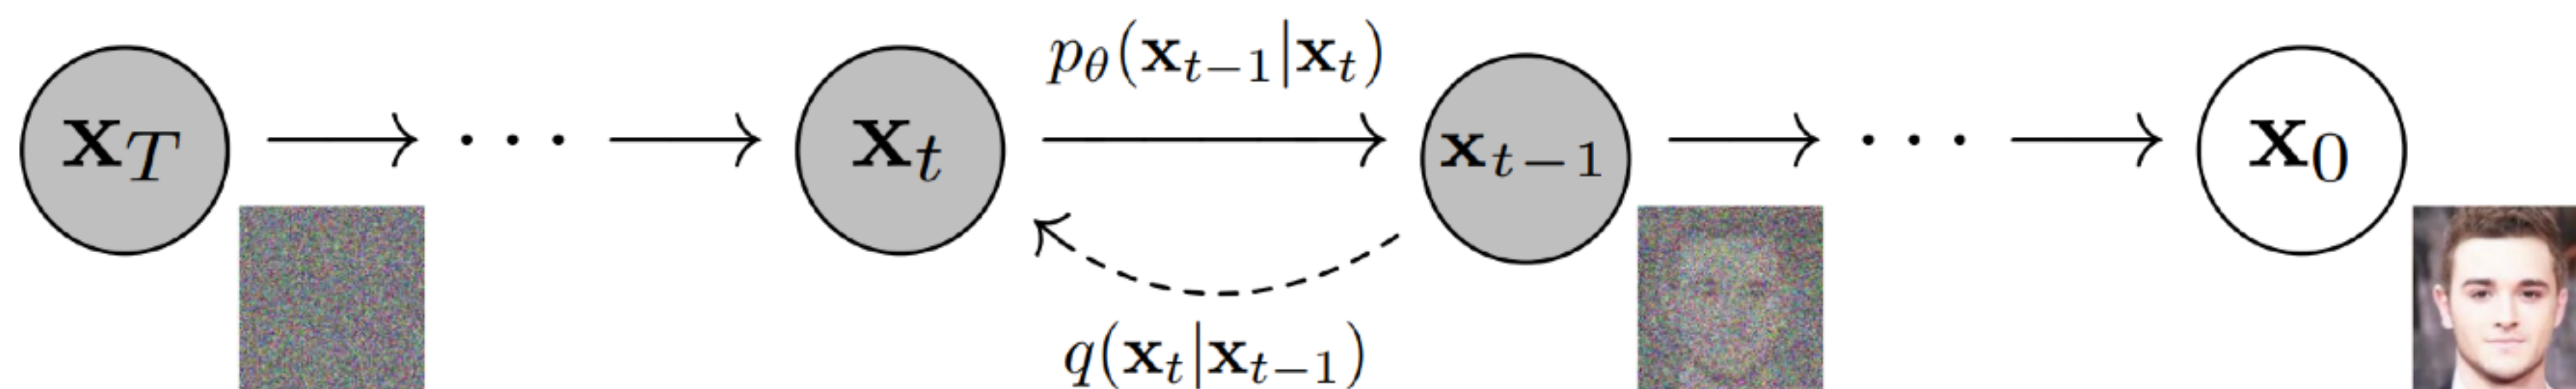 p_θ(x_{t−1}|x_t)
x_T → ··· → x_t → x_{t−1} → ··· → x_0
q(x_t|x_{t−1})